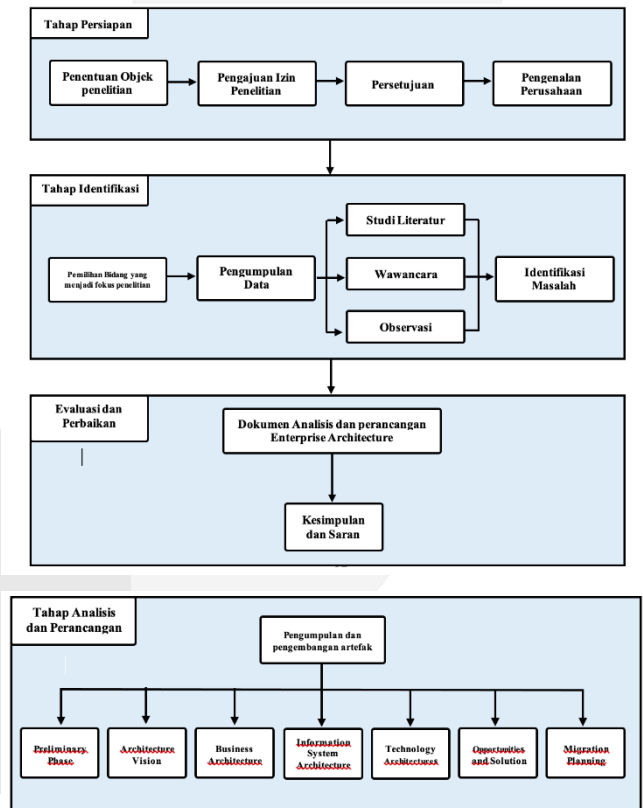 Tahap Persiapan
Penentuan Objek
penelitian
Pengajuan Izin
Penelitian
Persetujuan
Pengenalan
Perusahaan
Tahap Identifikasi
Pemilihan Bidang yang
menjadi fokus penelitian
Pengumpulan
Data
Studi Literatur
Wawancara
Observasi
Identifikasi
Masalah
Evaluasi dan
Perbaikan
Dokumen Analisis dan perancangan
Enterprise Architecture
Kesimpulan
dan Saran
Tahap Analisis
dan Perancangan
Pengumpulan dan
pengembangan artefak
Preliminary
Phase
Architecture
Vision
Business
Architecture
Information
System
Architecture
Technology
Architectures
Opportunities
and Solution
Migration
Planning